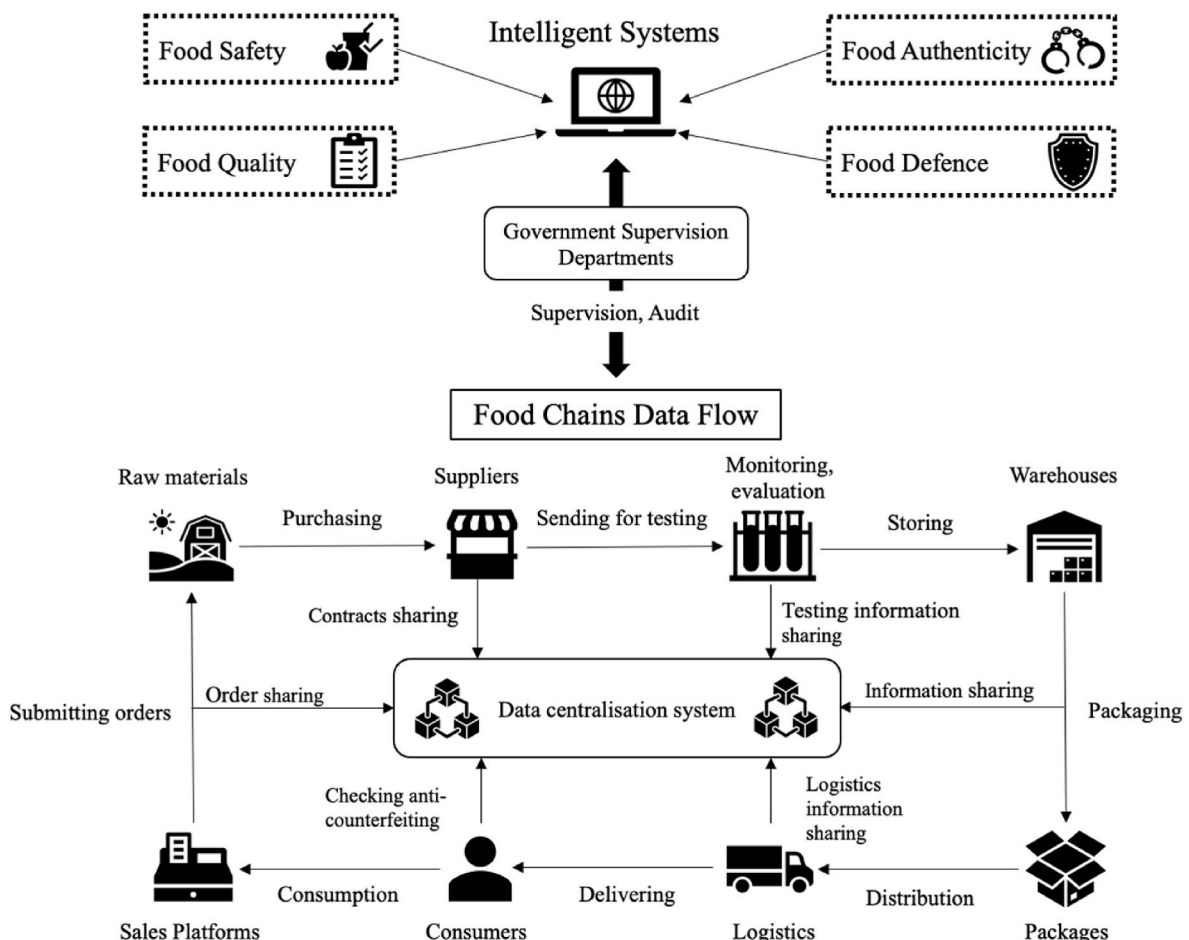 Food Safety
Intelligent Systems
Food Authenticity
Food Quality
Food Defence
Government Supervision
Departments
Supervision, Audit
Food Chains Data Flow
Raw materials
Suppliers
Monitoring,
evaluation
Warehouses
Purchasing
Sending for testing
Storing
Contracts sharing
Testing information
sharing
Submitting orders
Order sharing
Data centralisation system
Information sharing
Packaging
Checking anti-
counterfeiting
Logistics
information
sharing
Consumption
Delivering
Distribution
Sales Platforms
Consumers
Logistics
Packages